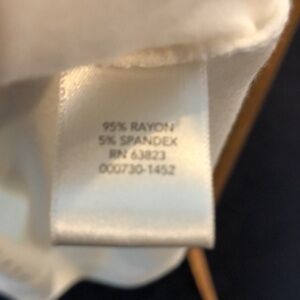 95% RAYON
5% SPANDEX
RN 63823
000730-1452